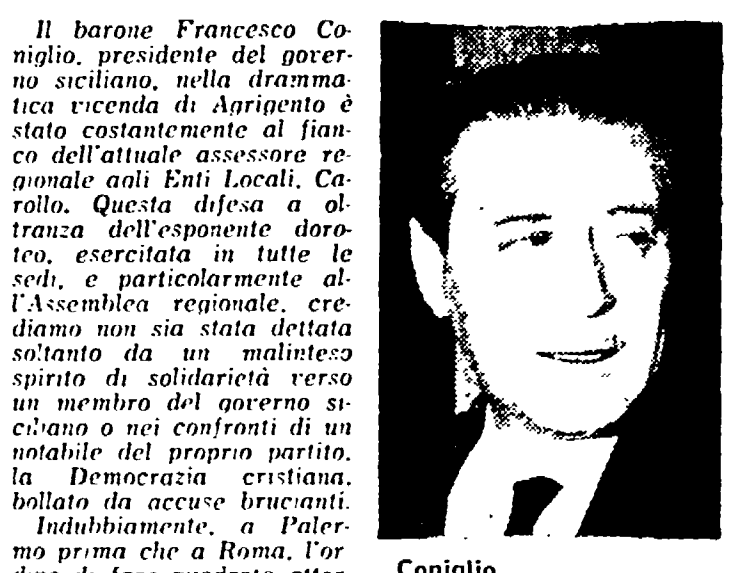 Il barone Francesco Co-
niglio, presidente del gover-
no siciliano, nella dramma-
tica vicenda di Agrigento è
stato costantemente al fian-
co dell'attuale assessore re-
gionale agli Enti Locali, Ca-
rollo. Questa difesa a ol-
tranza dell'esponente doro-
teo, esercitata in tutte le
sedi, e particolarmente al-
l'Assemblea regionale, cre-
diamo non sia stata dettata
soltanto da un malinteso
spirito di solidarietà verso
un membro del governo si-
ciliano o nei confronti di un
notabile del proprio partito,
la Democrazia cristiana,
bollato da accuse brucianti.
Indubbiamente, a Paler-
mo prima che a Roma, l'or
Coniglio